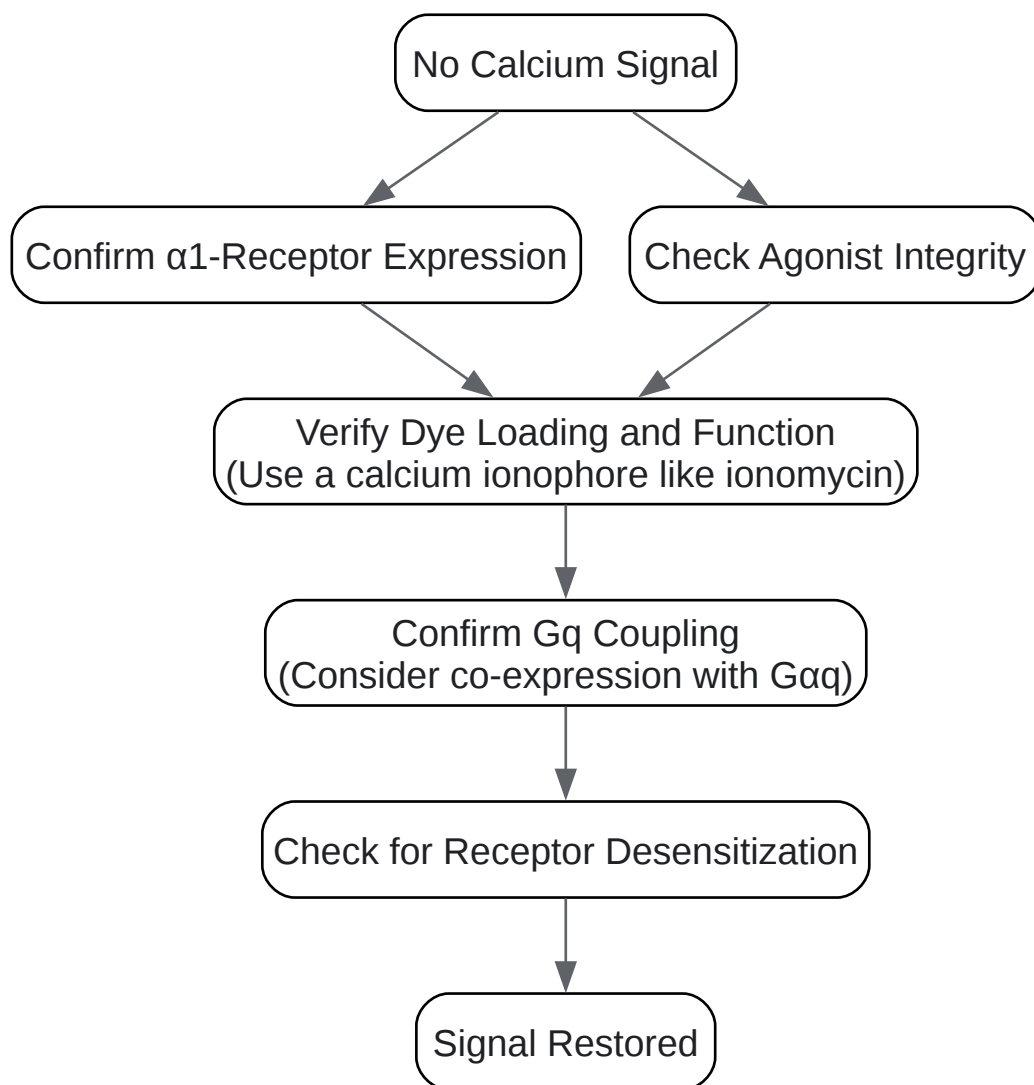 No Calcium Signal
Confirm α1-Receptor Expression
Check Agonist Integrity
Verify Dye Loading and Function
(Use a calcium ionophore like ionomycin)
Confirm Gq Coupling
(Consider co-expression with Gαq)
Check for Receptor Desensitization
Signal Restored